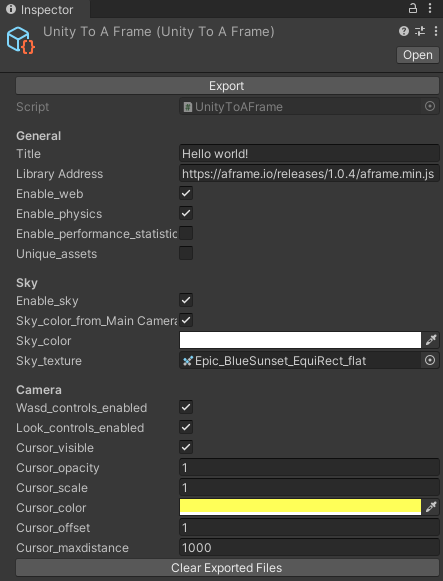 Inspector
Unity To A Frame (Unity To A Frame)
Open
Export
Script UnityToAFrame
General
Title Hello world!
Library Address https://aframe.io/releases/1.0.4/aframe.min.js
Enable_web
Enable_physics
Enable_performance_statistic
Unique_assets
Sky
Enable_sky
Sky_color_from_Main Camera
Sky_color
Sky_texture Epic_BlueSunset_EquiRect_flat
Camera
Wasd_controls_enabled
Look_controls_enabled
Cursor_visible
Cursor_opacity 1
Cursor_scale 1
Cursor_color
Cursor_offset 1
Cursor_maxdistance 1000
Clear Exported Files